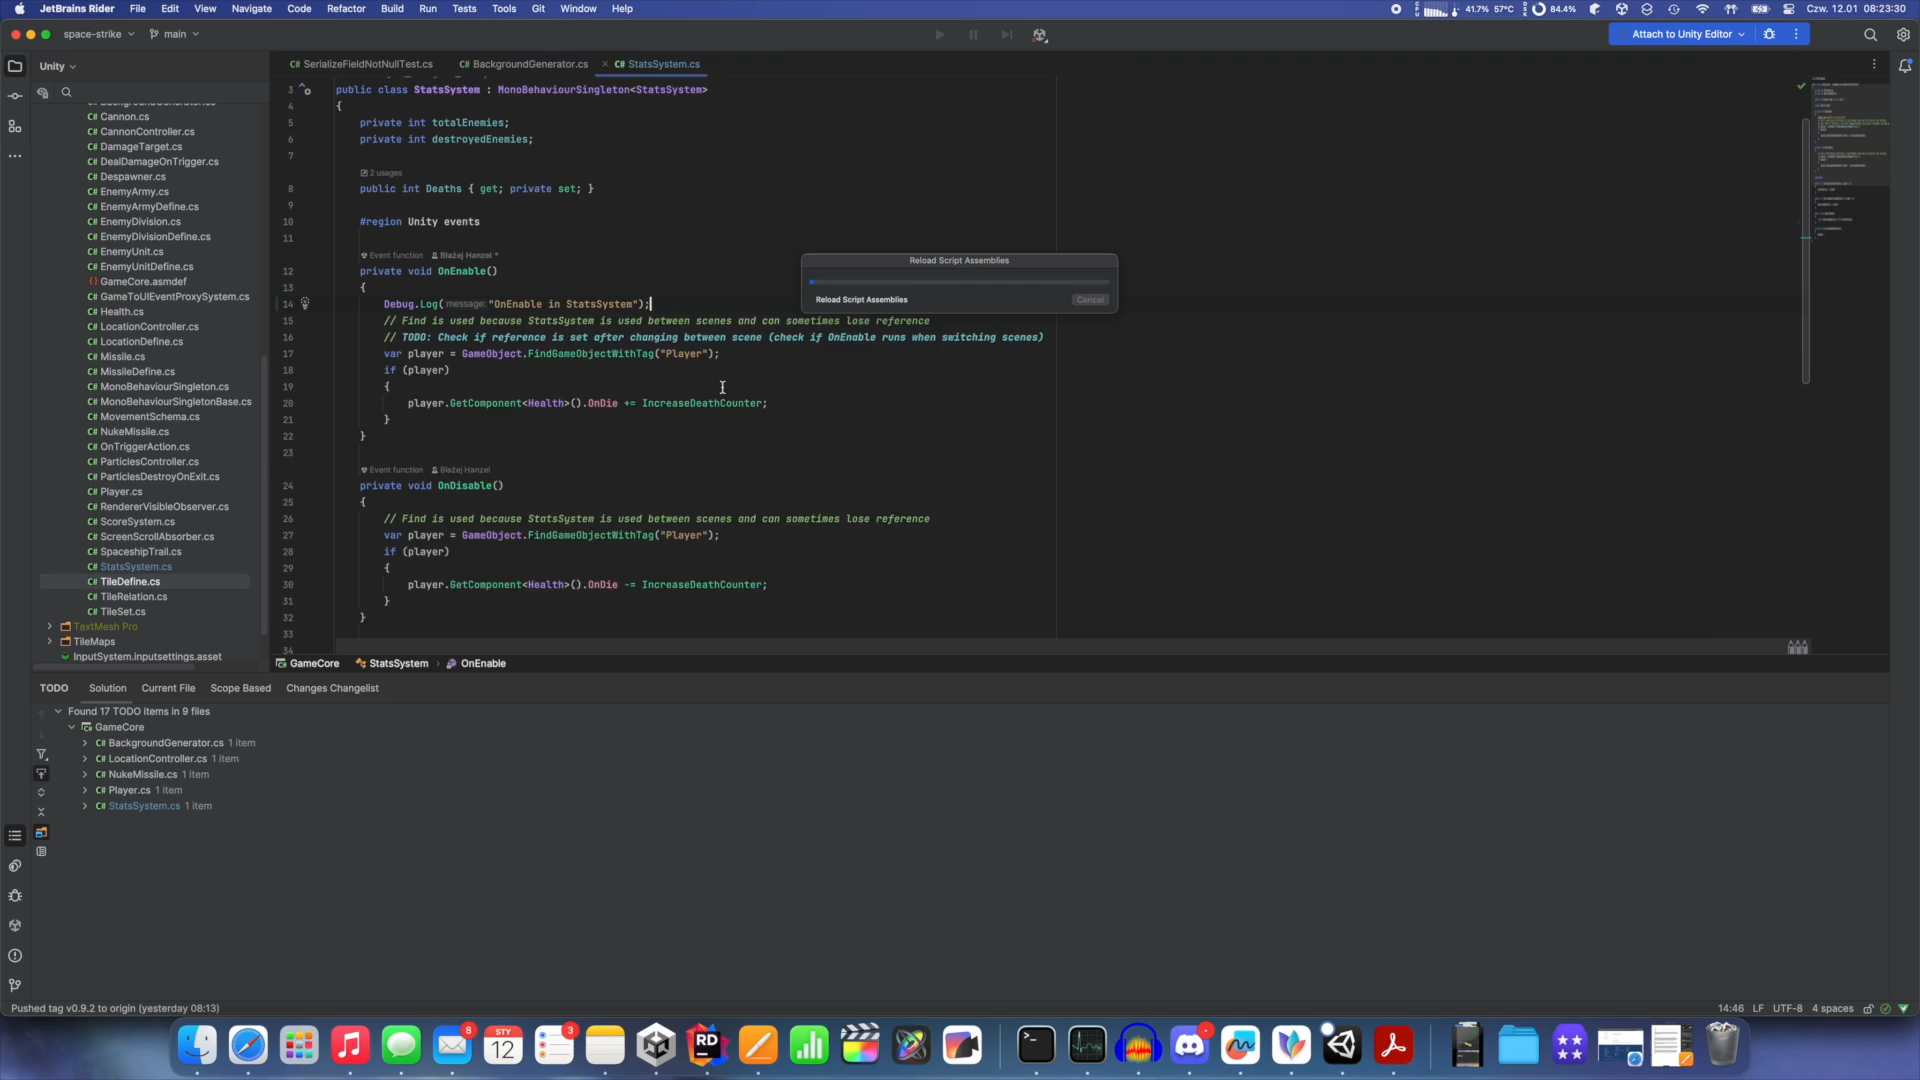 JetBrains Rider File Edit View Navigate Code Refactor Build Run Tests Tools Git Window Help
41.7% 57°C 84.4% Czw. 12.01 08:23:30
space-strike main Attach to Unity Editor
Unity
SerializeFieldNotNullTest.cs BackgroundGenerator.cs StatsSystem.cs
BackgroundGenerator.cs
C# Cannon.cs
C# CannonController.cs
C# DamageTarget.cs
C# DealDamageOnTrigger.cs
C# Despawner.cs
C# EnemyArmy.cs
C# EnemyArmyDefine.cs
C# EnemyDivision.cs
C# EnemyDivisionDefine.cs
C# EnemyUnit.cs
C# EnemyUnitDefine.cs
GameCore.asmdef
C# GameToUIEventProxySystem.cs
C# Health.cs
C# LocationController.cs
C# LocationDefine.cs
C# Missile.cs
C# MissileDefine.cs
C# MonoBehaviourSingleton.cs
C# MonoBehaviourSingletonBase.cs
C# MovementSchema.cs
C# NukeMissile.cs
C# OnTriggerAction.cs
C# ParticlesController.cs
C# ParticlesDestroyOnExit.cs
C# Player.cs
C# RendererVisibleObserver.cs
C# ScoreSystem.cs
C# ScreenScrollAbsorber.cs
C# SpaceshipTrail.cs
C# StatsSystem.cs
C# TileDefine.cs
C# TileRelation.cs
C# TileSet.cs
TextMesh Pro
TileMaps
InputSystem.inputsettings.asset
3 public class StatsSystem : MonoBehaviourSingleton<StatsSystem>
4 {
5 private int totalEnemies;
6 private int destroyedEnemies;
7
2 usages
8 public int Deaths { get; private set; }
9
10 #region Unity events
11
Event function Błażej Hanzel *
12 private void OnEnable()
13 {
14 Debug.Log( message: "OnEnable in StatsSystem");
15 // Find is used because StatsSystem is used between scenes and can sometimes lose reference
16 // TODO: Check if reference is set after changing between scene (check if OnEnable runs when switching scenes)
17 var player = GameObject.FindGameObjectWithTag("Player");
18 if (player)
19 {
20 player.GetComponent<Health>().OnDie += IncreaseDeathCounter;
21 }
22 }
23
Event function Błażej Hanzel
24 private void OnDisable()
25 {
26 // Find is used because StatsSystem is used between scenes and can sometimes lose reference
27 var player = GameObject.FindGameObjectWithTag("Player");
28 if (player)
29 {
30 player.GetComponent<Health>().OnDie -= IncreaseDeathCounter;
31 }
32 }
33
34
Reload Script Assemblies
Reload Script Assemblies Cancel
GameCore StatsSystem › OnEnable
TODO Solution Current File Scope Based Changes Changelist
Found 17 TODO items in 9 files
GameCore
C# BackgroundGenerator.cs 1 item
C# LocationController.cs 1 item
C# NukeMissile.cs 1 item
C# Player.cs 1 item
C# StatsSystem.cs 1 item
Pushed tag v0.9.2 to origin (yesterday 08:13) 14:46 LF UTF-8 4 spaces
8 STY 12 3 RD